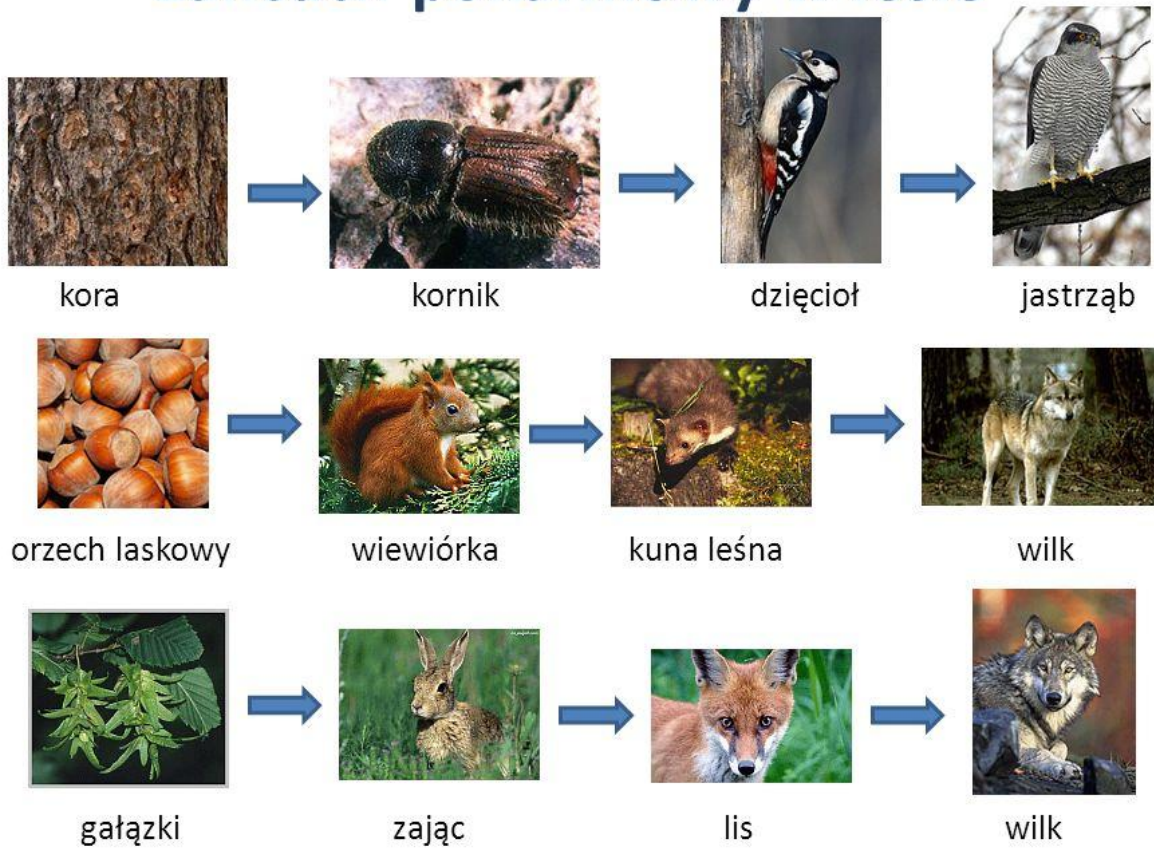 kora kornik dzięcioł jastrząb
orzech laskowy wiewiórka kuna leśna wilk
gałązki zając lis wilk